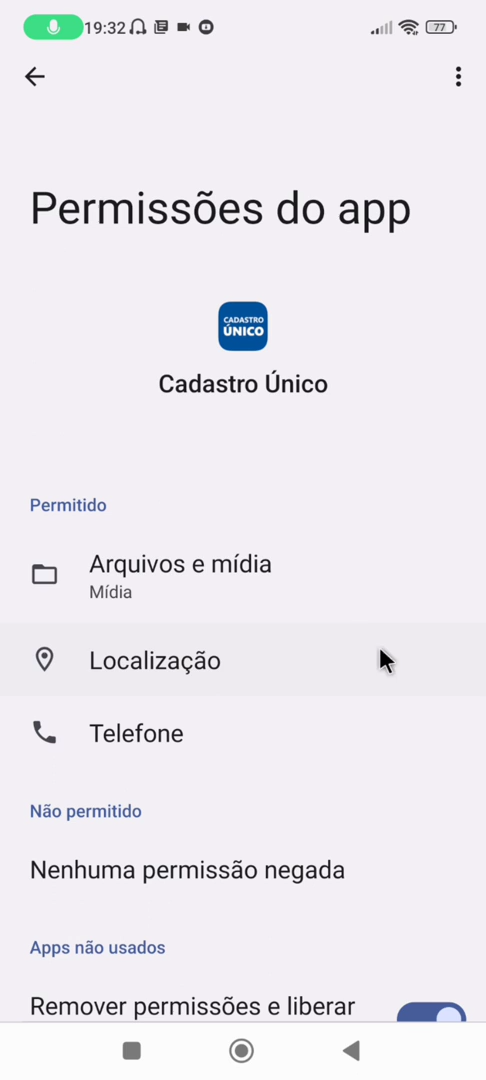 19:32
77
Permissões do app
CADASTRO
ÚNICO
Cadastro Único
Permitido
Arquivos e mídia
Mídia
Localização
Telefone
Não permitido
Nenhuma permissão negada
Apps não usados
Remover permissões e liberar